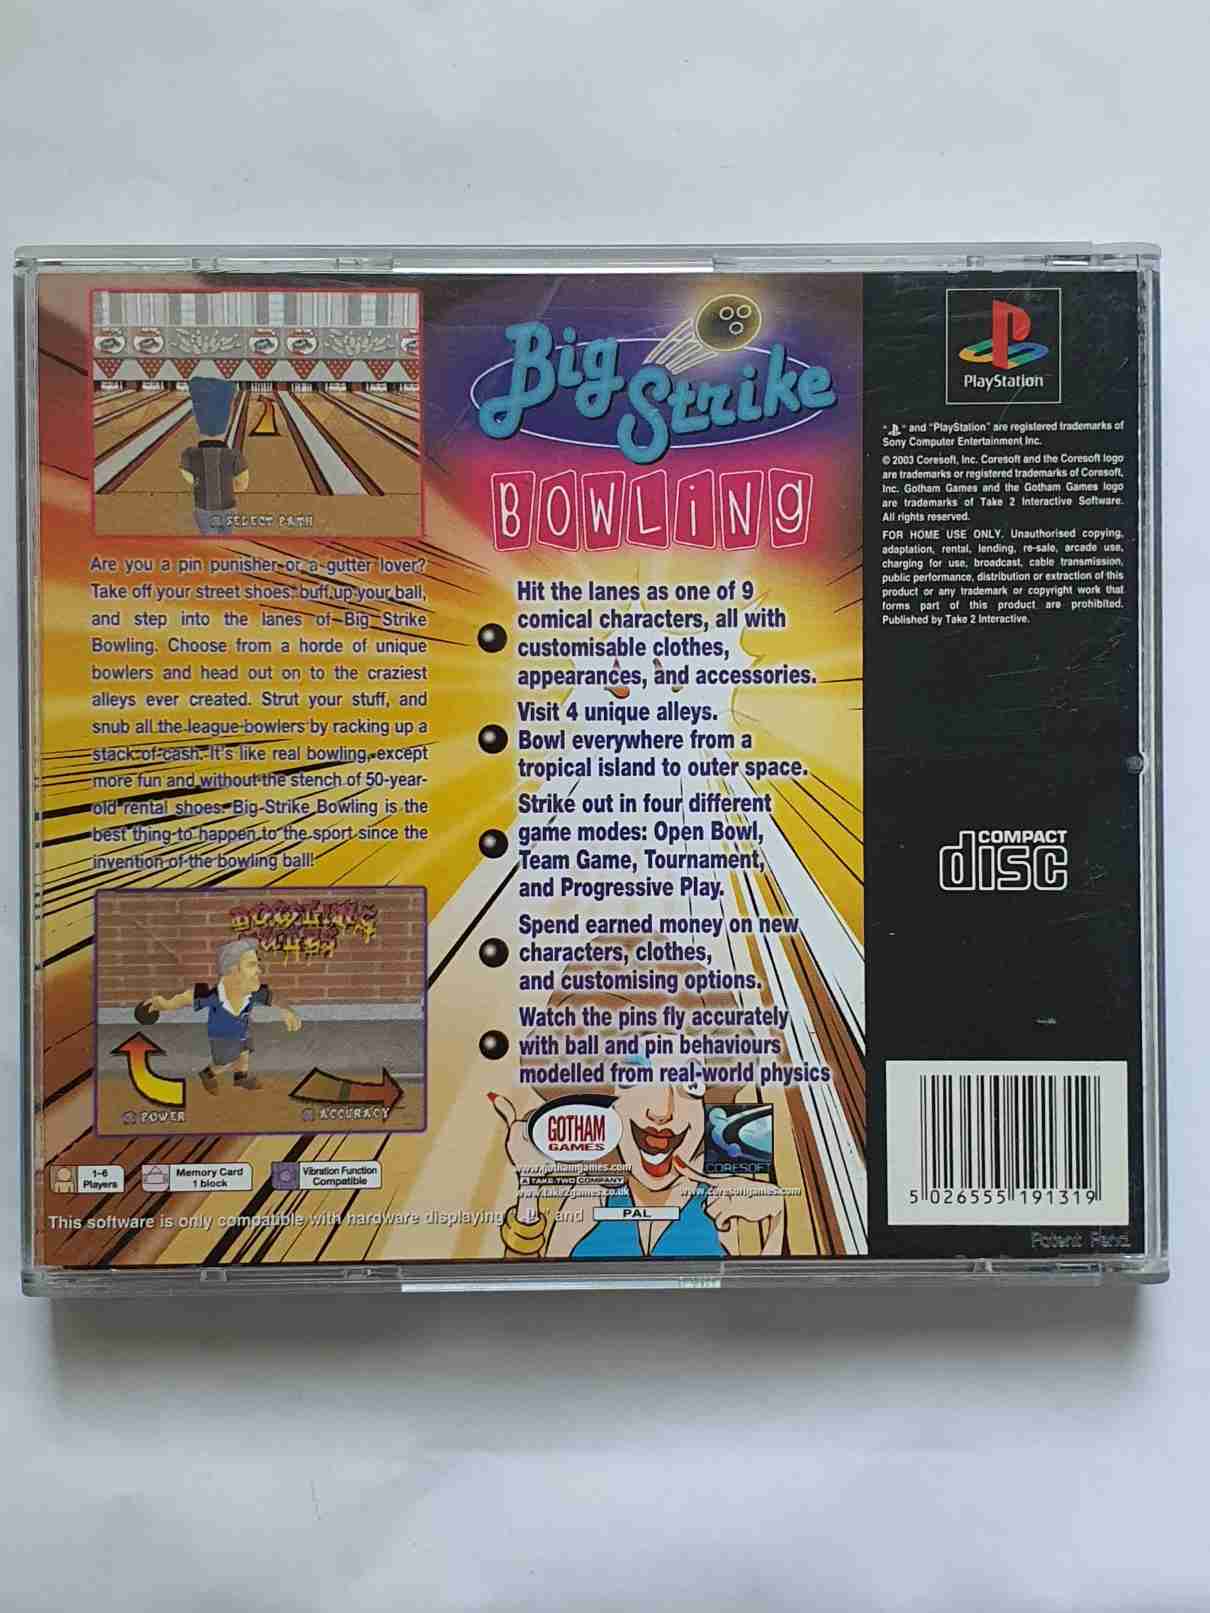 SELECT PATH
Are you a pin punisher or a gutter lover?
Take off your street shoes, buff up your ball,
and step into the lanes of Big Strike
Bowling. Choose from a horde of unique
bowlers and head out on to the craziest
alleys ever created. Strut your stuff, and
snub all the league bowlers by racking up a
stack of cash. It's like real bowling, except
more fun and without the stench of 50-year-
old rental shoes. Big Strike Bowling is the
best thing to happen to the sport since the
invention of the bowling ball!
BOWLING
POWER
ACCURACY
1-6
Players
Memory Card
1 block
Vibration Function
Compatible
This software is only compatible with hardware displaying " " and PAL
Big Strike
BOWLiNg
Hit the lanes as one of 9
comical characters, all with
customisable clothes,
appearances, and accessories.
Visit 4 unique alleys.
Bowl everywhere from a
tropical island to outer space.
Strike out in four different
game modes: Open Bowl,
Team Game, Tournament,
and Progressive Play.
Spend earned money on new
characters, clothes,
and customising options.
Watch the pins fly accurately
with ball and pin behaviours
modelled from real-world physics
GOTHAM
GAMES
www.gothamgames.com
A TAKE-TWO COMPANY
www.take2games.co.uk
CORESOFT
www.coresoftgames.com
PlayStation
" " and "PlayStation" are registered trademarks of
Sony Computer Entertainment Inc.
© 2003 Coresoft, Inc. Coresoft and the Coresoft logo
are trademarks or registered trademarks of Coresoft,
Inc. Gotham Games and the Gotham Games logo
are trademarks of Take 2 Interactive Software.
All rights reserved.
FOR HOME USE ONLY. Unauthorised copying,
adaptation, rental, lending, re-sale, arcade use,
charging for use, broadcast, cable transmission,
public performance, distribution or extraction of this
product or any trademark or copyright work that
forms part of this product are prohibited.
Published by Take 2 Interactive.
COMPACT
disc
5 026555 191319
Patent Pend.